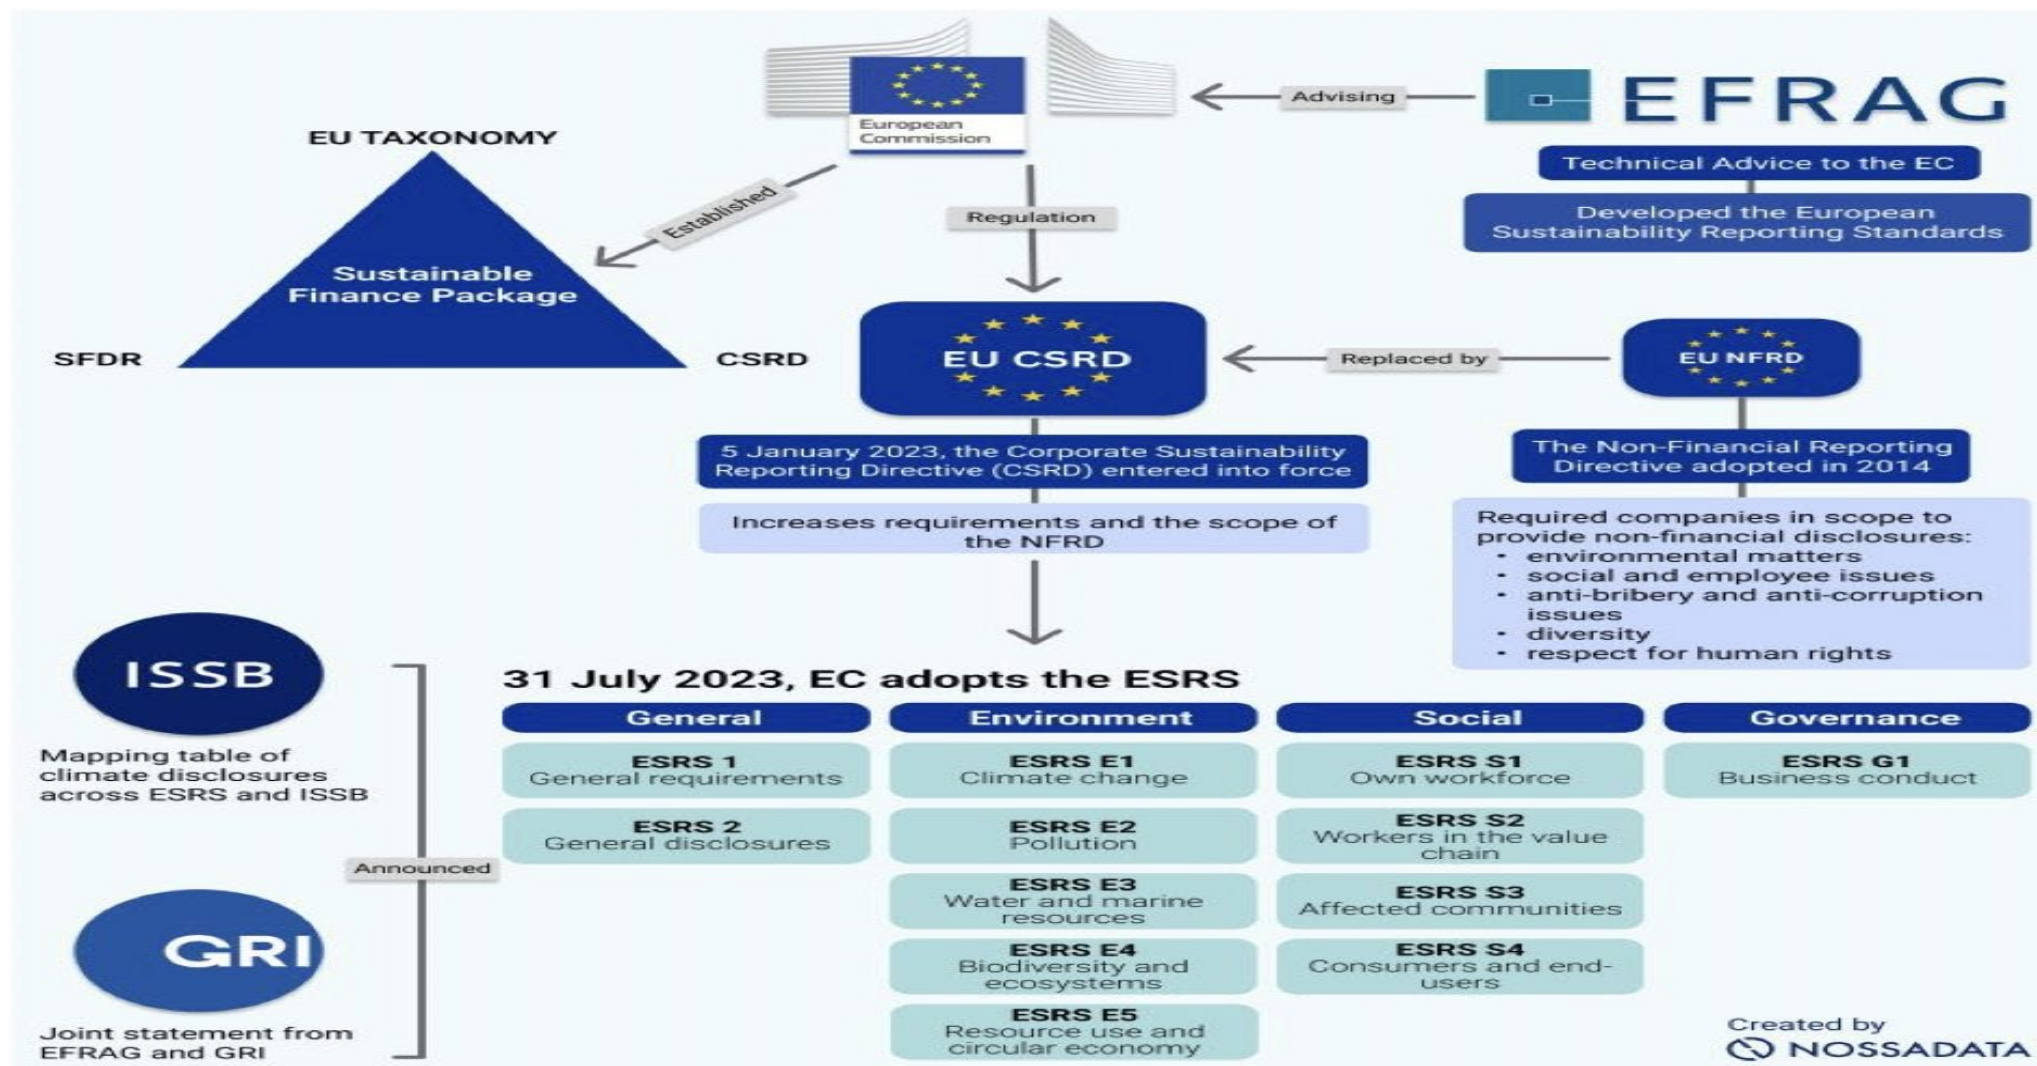 European
Commission
Advising
EFRAG
Technical Advice to the EC
Developed the European
Sustainability Reporting Standards
EU TAXONOMY
Established
Regulation
Sustainable
Finance Package
SFDR
CSRD
EU CSRD
Replaced by
EU NFRD
5 January 2023, the Corporate Sustainability
Reporting Directive (CSRD) entered into force
Increases requirements and the scope of
the NFRD
The Non-Financial Reporting
Directive adopted in 2014
Required companies in scope to
provide non-financial disclosures:
• environmental matters
• social and employee issues
• anti-bribery and anti-corruption
issues
• diversity
• respect for human rights
ISSB
Mapping table of
climate disclosures
across ESRS and ISSB
Announced
GRI
Joint statement from
EFRAG and GRI
31 July 2023, EC adopts the ESRS
General
ESRS 1
General requirements
ESRS 2
General disclosures
Environment
ESRS E1
Climate change
ESRS E2
Pollution
ESRS E3
Water and marine
resources
ESRS E4
Biodiversity and
ecosystems
ESRS E5
Resource use and
circular economy
Social
ESRS S1
Own workforce
ESRS S2
Workers in the value
chain
ESRS S3
Affected communities
ESRS S4
Consumers and end-
users
Governance
ESRS G1
Business conduct
Created by
NOSSADATA